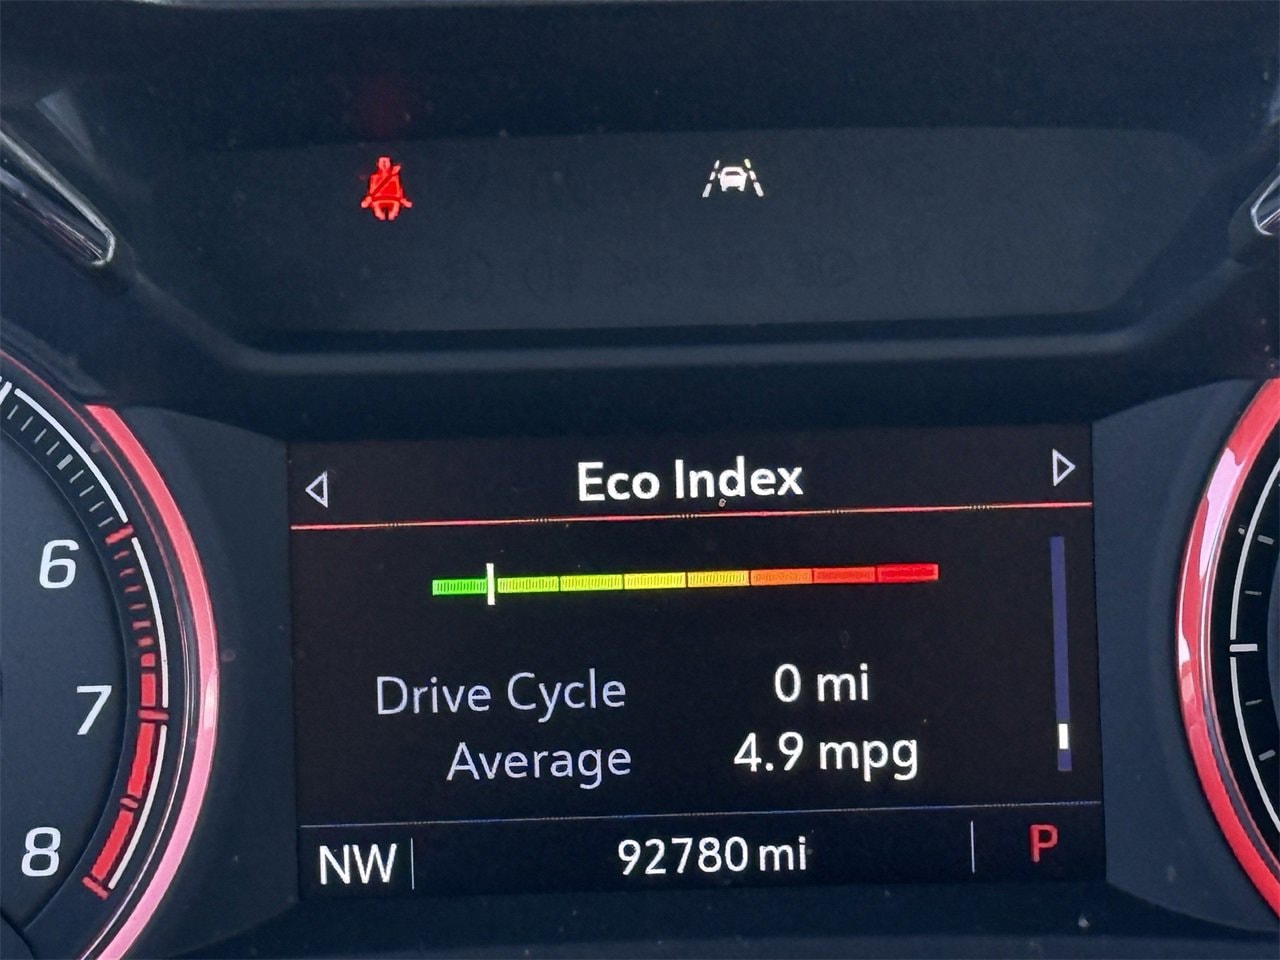 Eco Index
6
7
8
Drive Cycle 0 mi
Average 4.9 mpg
NW 92780 mi P